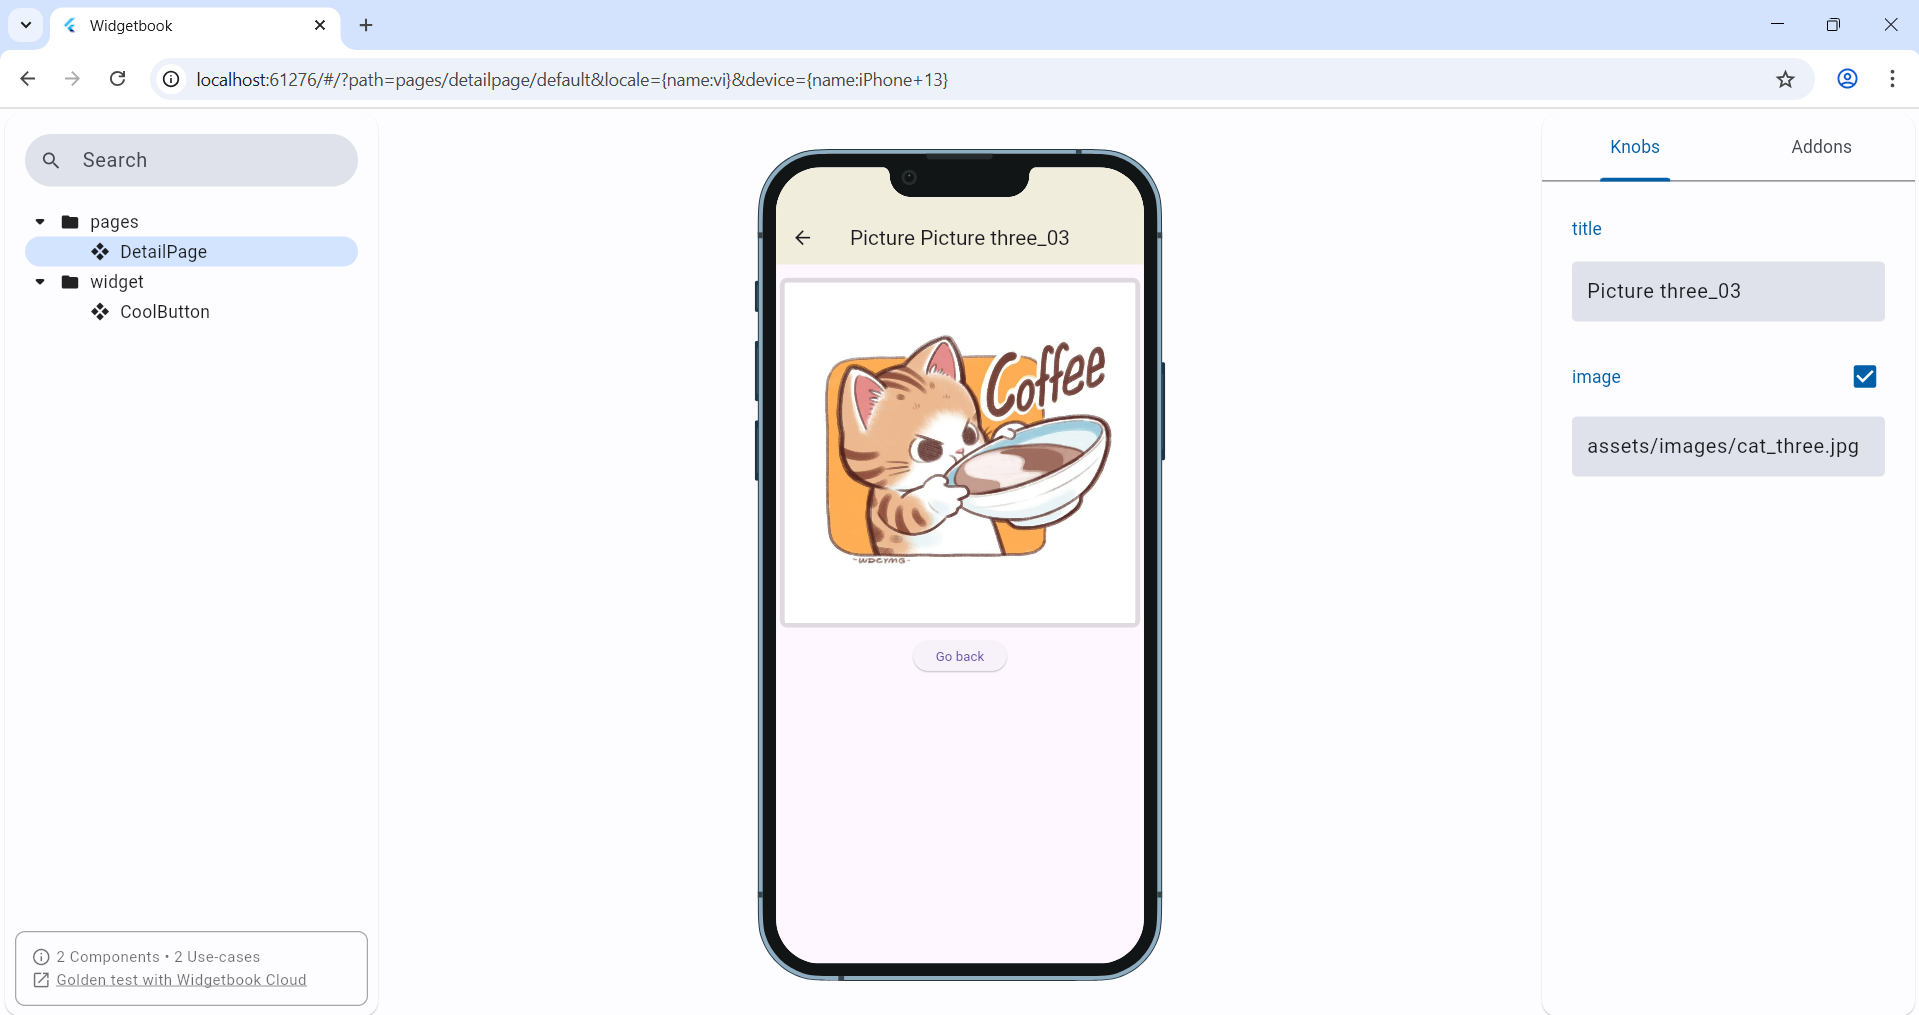 Widgetbook
localhost:61276/#/?path=pages/detailpage/default&locale={name:vi}&device={name:iPhone+13}
Search
pages
DetailPage
widget
CoolButton
2 Components • 2 Use-cases
Golden test with Widgetbook Cloud
Picture Picture three_03
Coffee
-WDCYMG-
Go back
Knobs
Addons
title
Picture three_03
image
assets/images/cat_three.jpg